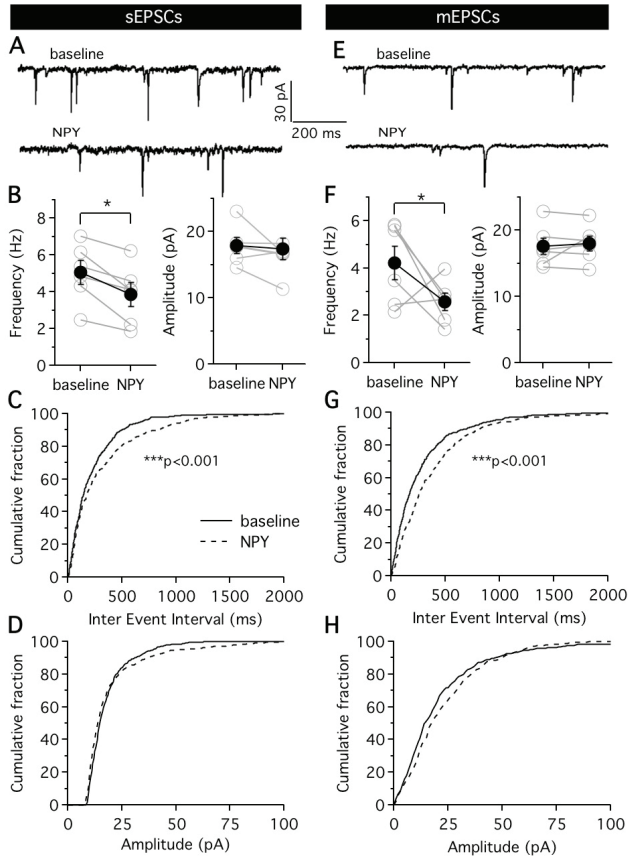 sEPSCs
mEPSCs
A
baseline
30 pA
200 ms
NPY
E
baseline
NPY
B
8
6
4
2
0
Frequency (Hz)
*
baseline NPY
20
10
0
Amplitude (pA)
baseline NPY
F
6
4
2
0
Frequency (Hz)
*
baseline NPY
20
10
0
Amplitude (pA)
baseline NPY
C
100
80
60
40
20
0
Cumulative fraction
***p<0.001
baseline
NPY
0 500 1000 1500 2000
Inter Event Interval (ms)
G
100
80
60
40
20
0
Cumulative fraction
***p<0.001
0 500 1000 1500 2000
Inter Event Interval (ms)
D
100
80
60
40
20
0
Cumulative fraction
0 25 50 75 100
Amplitude (pA)
H
100
80
60
40
20
0
Cumulative fraction
0 25 50 75 100
Amplitude (pA)